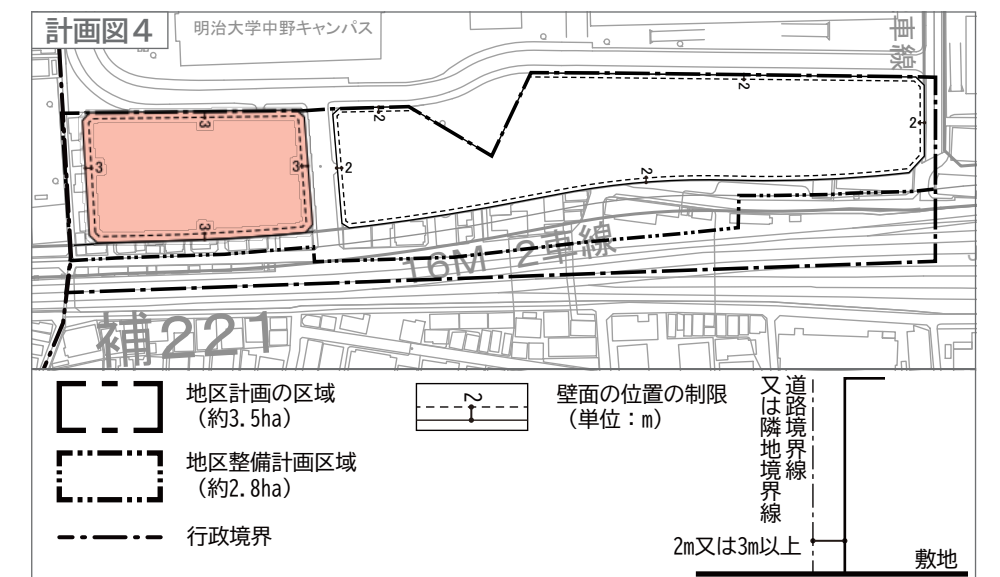 計画図4
明治大学中野キャンパス
車線
3
2
2
2
3
3
2
2
3
16M 2車線
補221
地区計画の区域
(約3.5ha)
2
壁面の位置の制限
(単位：m)
道路境界線
又は隣地境界線
地区整備計画区域
(約2.8ha)
行政境界
2m又は3m以上
敷地